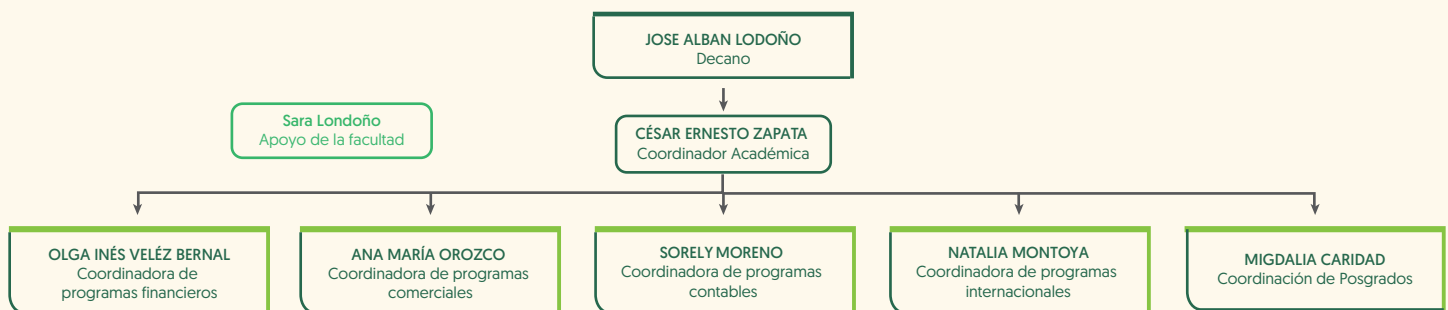 JOSE ALBAN LODOÑO
Decano
Sara Londoño
Apoyo de la facultad
CÉSAR ERNESTO ZAPATA
Coordinador Académica
OLGA INÉS VELÉZ BERNAL
Coordinadora de
programas financieros
ANA MARÍA OROZCO
Coordinadora de programas
comerciales
SORELY MORENO
Coordinadora de programas
contables
NATALIA MONTOYA
Coordinadora de programas
internacionales
MIGDALIA CARIDAD
Coordinación de Posgrados